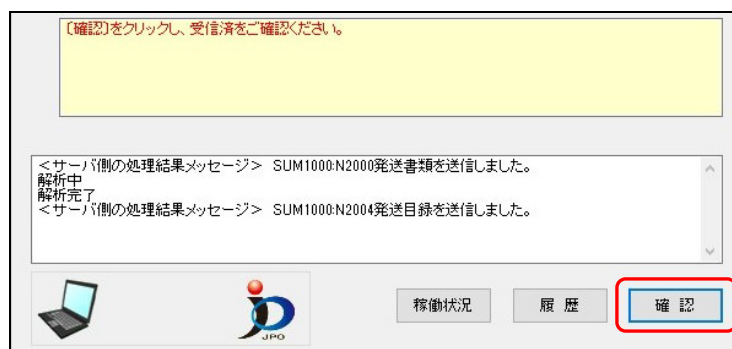 〔確認〕をクリックし、受信済をご確認ください。
＜サーバ側の処理結果メッセージ＞ SUM1000:N2000発送書類を送信しました。
解析中
解析完了
＜サーバ側の処理結果メッセージ＞ SUM1000:N2004発送目録を送信しました。
JPO
稼働状況
履 歴
確 認